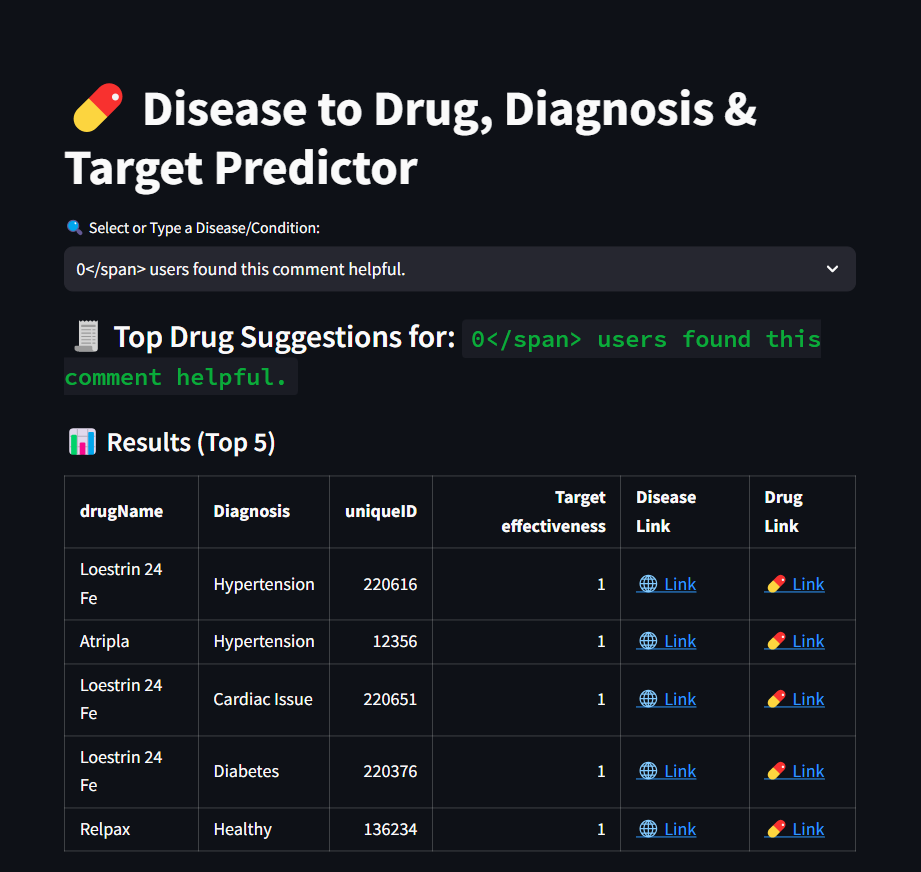 Disease to Drug, Diagnosis &
Target Predictor
Select or Type a Disease/Condition:
0</span> users found this comment helpful.
Top Drug Suggestions for: 0</span> users found this
comment helpful.
Results (Top 5)
drugName Diagnosis uniqueID Target effectiveness Disease Link Drug Link
Loestrin 24 Fe Hypertension 220616 1 Link Link
Atripla Hypertension 12356 1 Link Link
Loestrin 24 Fe Cardiac Issue 220651 1 Link Link
Loestrin 24 Fe Diabetes 220376 1 Link Link
Relpax Healthy 136234 1 Link Link